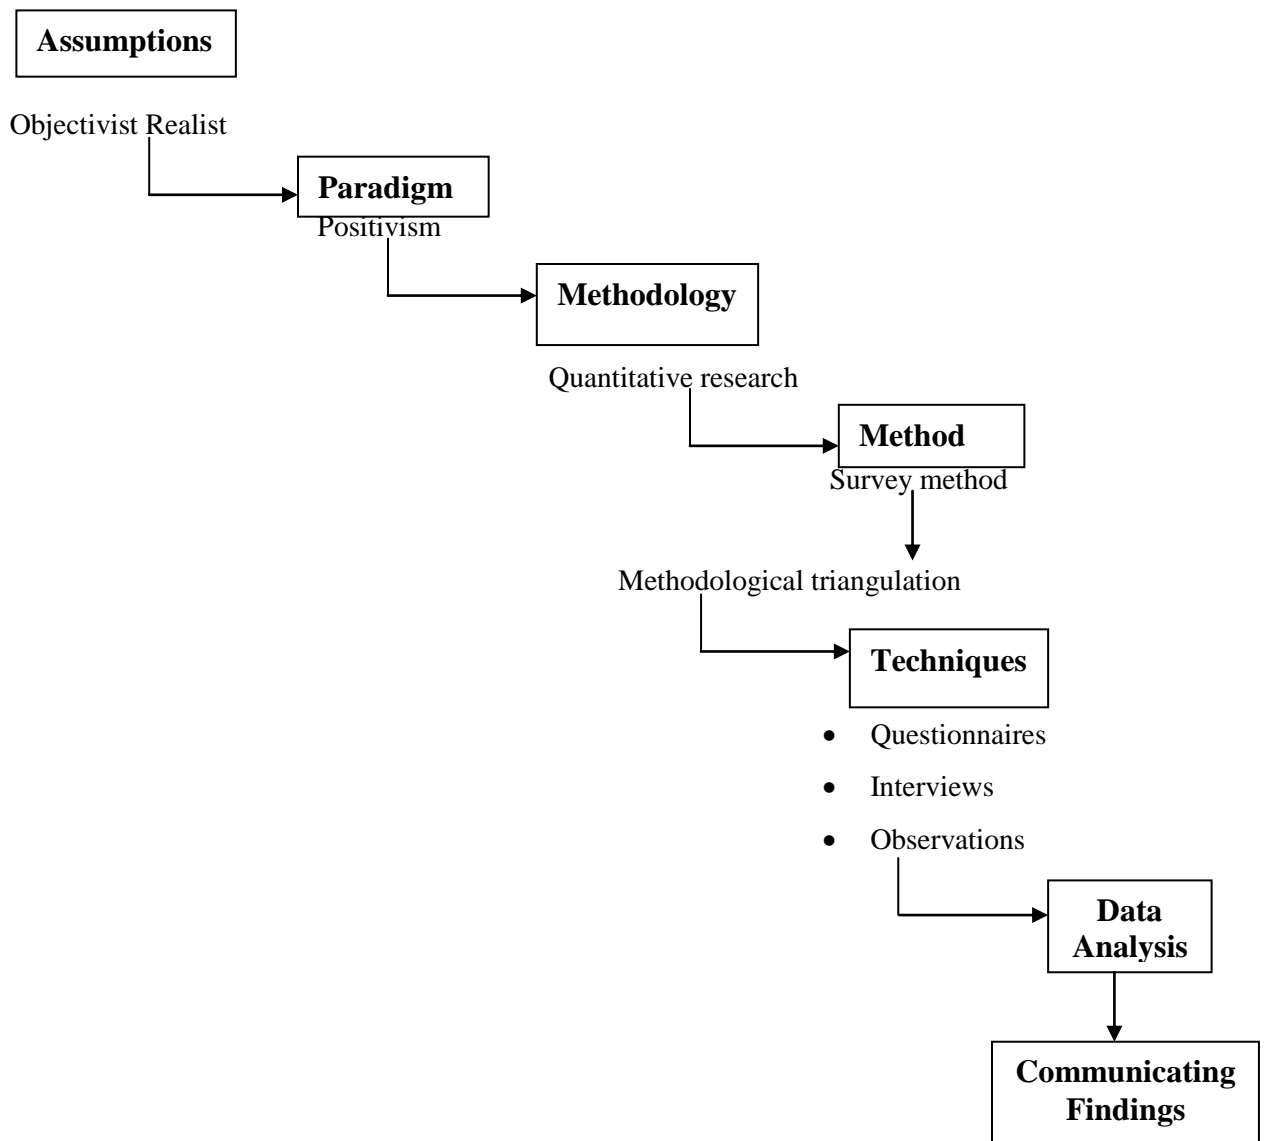 Assumptions
Objectivist Realist
Paradigm
Positivism
Methodology
Quantitative research
Method
Survey method
Methodological triangulation
Techniques
• Questionnaires
• Interviews
• Observations
Data
Analysis
Communicating
Findings